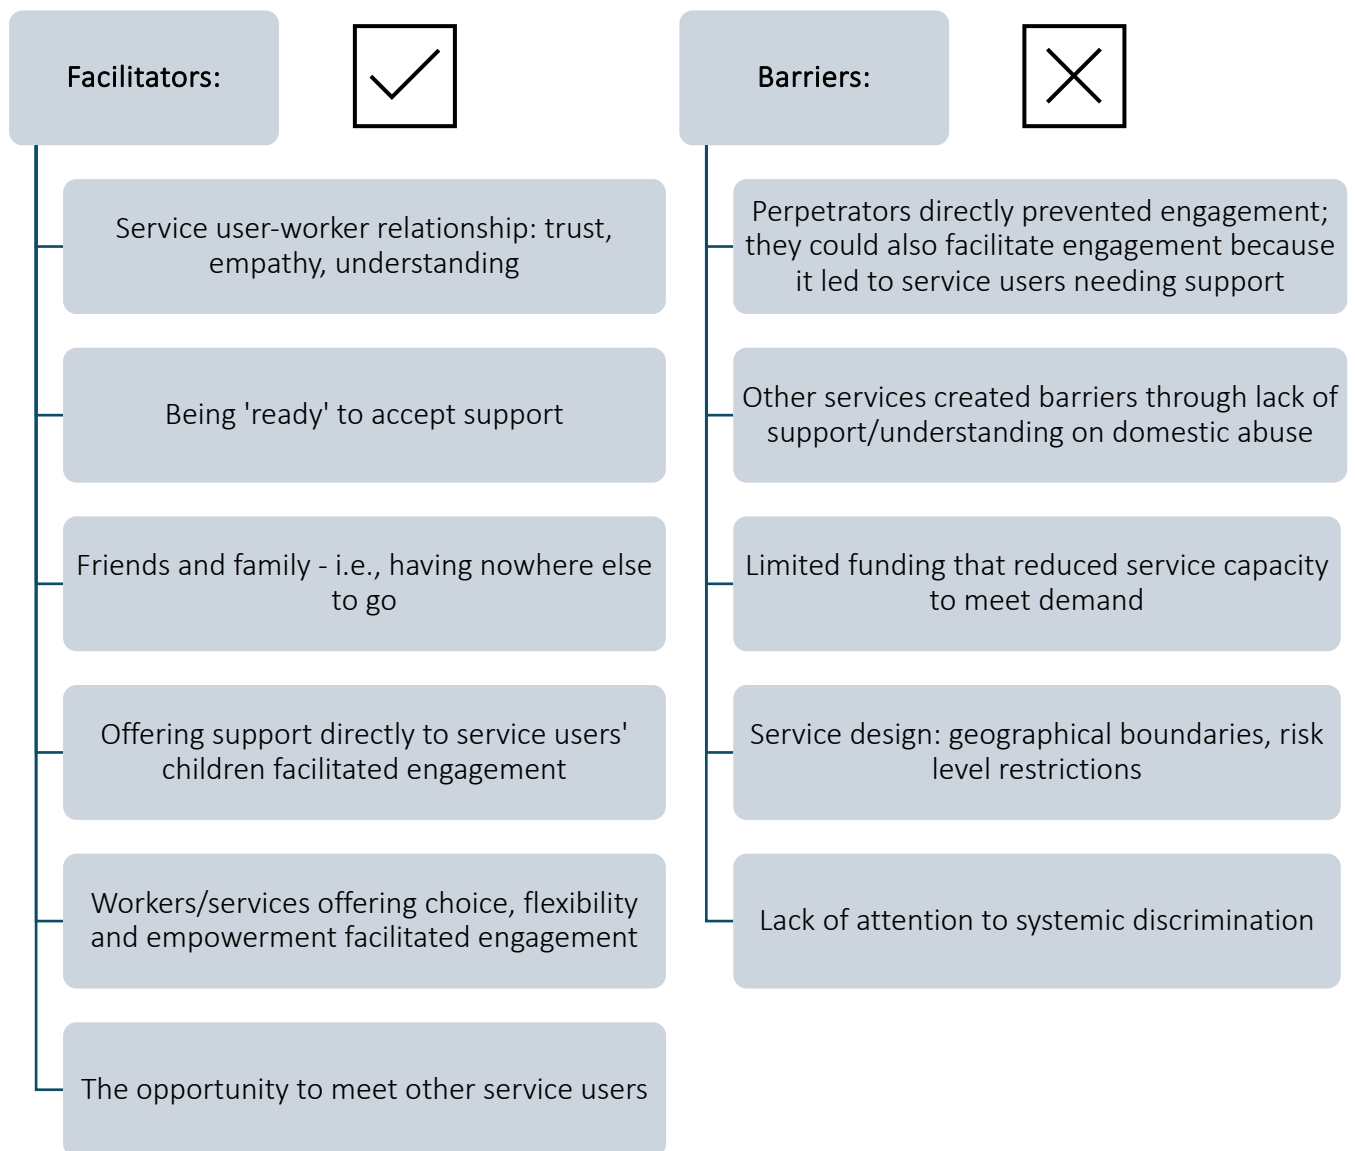 Facilitators:
Service user-worker relationship: trust,
empathy, understanding
Being 'ready' to accept support
Friends and family - i.e., having nowhere else
to go
Offering support directly to service users'
children facilitated engagement
Workers/services offering choice, flexibility
and empowerment facilitated engagement
The opportunity to meet other service users
Barriers:
Perpetrators directly prevented engagement;
they could also facilitate engagement because
it led to service users needing support
Other services created barriers through lack of
support/understanding on domestic abuse
Limited funding that reduced service capacity
to meet demand
Service design: geographical boundaries, risk
level restrictions
Lack of attention to systemic discrimination